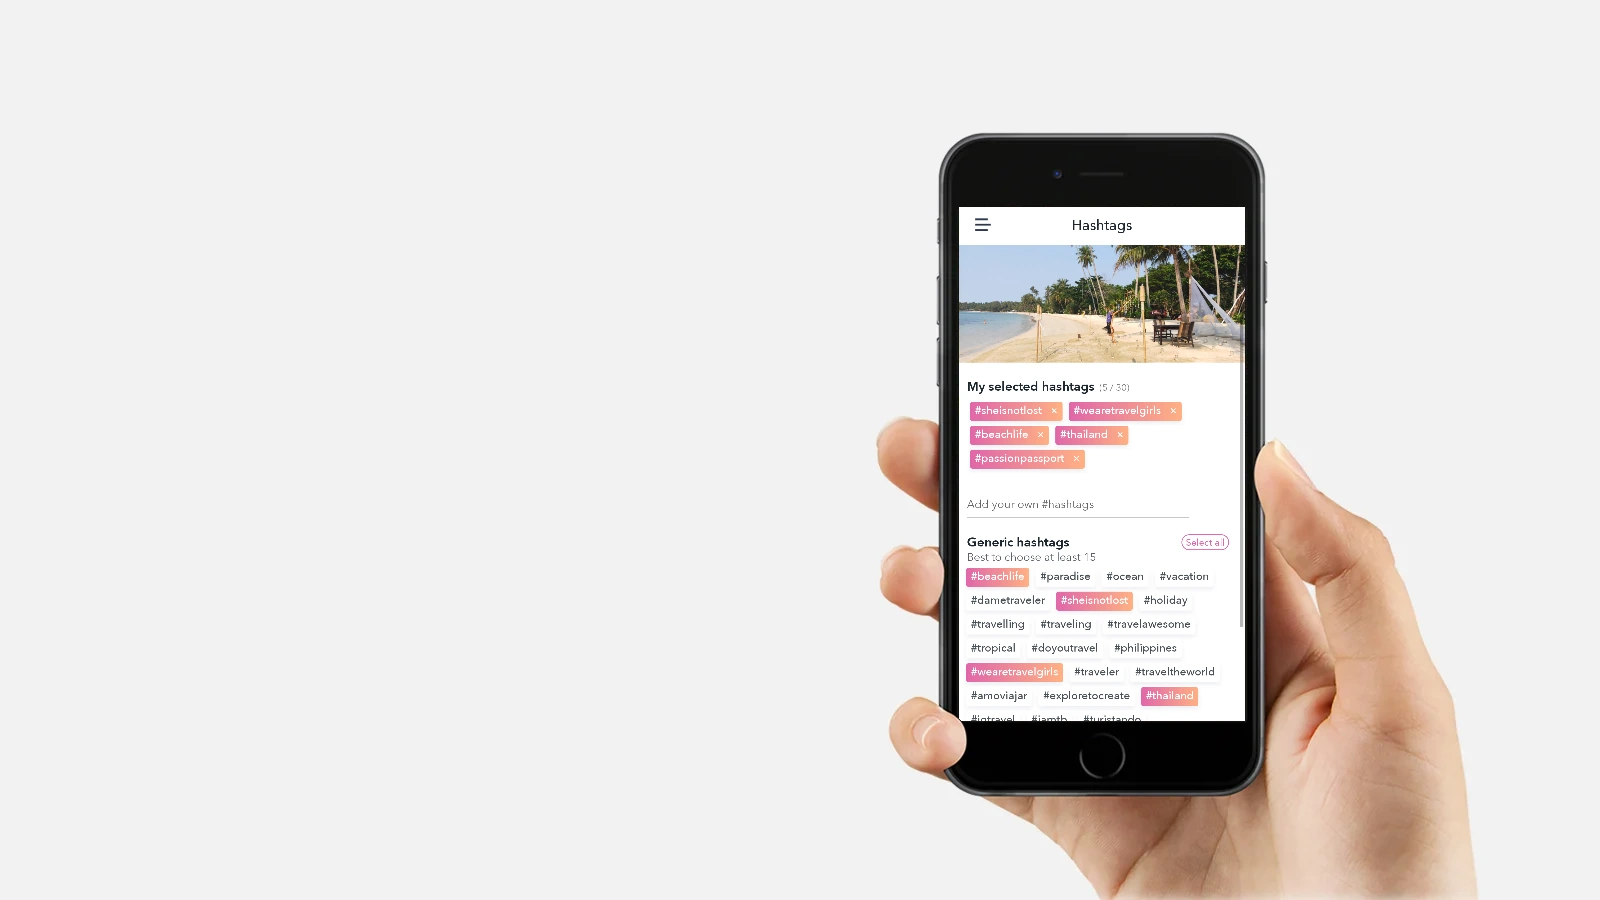 Hashtags
My selected hashtags (5 / 30)
#sheisnotlost × #wearetravelgirls ×
#beachlife × #thailand ×
#passionpassport ×
Add your own #hashtags
Generic hashtags Select all
Best to choose at least 15
#beachlife #paradise #ocean #vacation
#dametraveler #sheisnotlost #holiday
#travelling #traveling #travelawesome
#tropical #doyoutravel #philippines
#wearetravelgirls #traveler #traveltheworld
#amoviajar #exploretocreate #thailand
#igtravel #iamtb #turistando